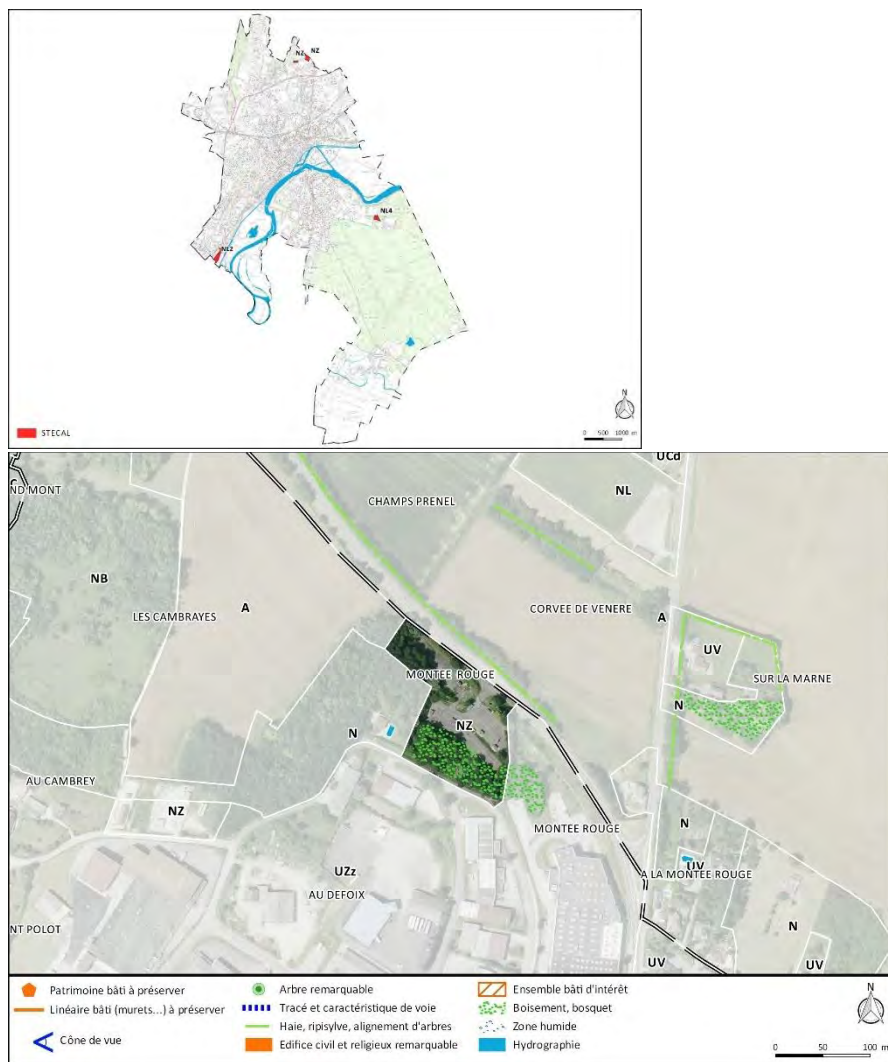 NZ NZ
NL4
NL2
N
STECAL
0 500 1000 m
UCd
ND MONT
CHAMPS PRENEL
NL
NB
LES CAMBRAYES
A
CORVEE DE VENERE
A
UV
MONTEE ROUGE
SUR LA MARNE
NZ
N
N
AU CAMBREY
NZ
MONTEE ROUGE
N
UV
A LA MONTEE ROUGE
UZz
AU DEFOIX
NT POLOT
N
UV
UV
Patrimoine bâti à préserver
Linéaire bâti (murets...) à préserver
Cône de vue
Arbre remarquable
Tracé et caractéristique de voie
Haie, ripisylve, alignement d'arbres
Edifice civil et religieux remarquable
Ensemble bâti d'intérêt
Boisement, bosquet
Zone humide
Hydrographie
N
0 50 100 m